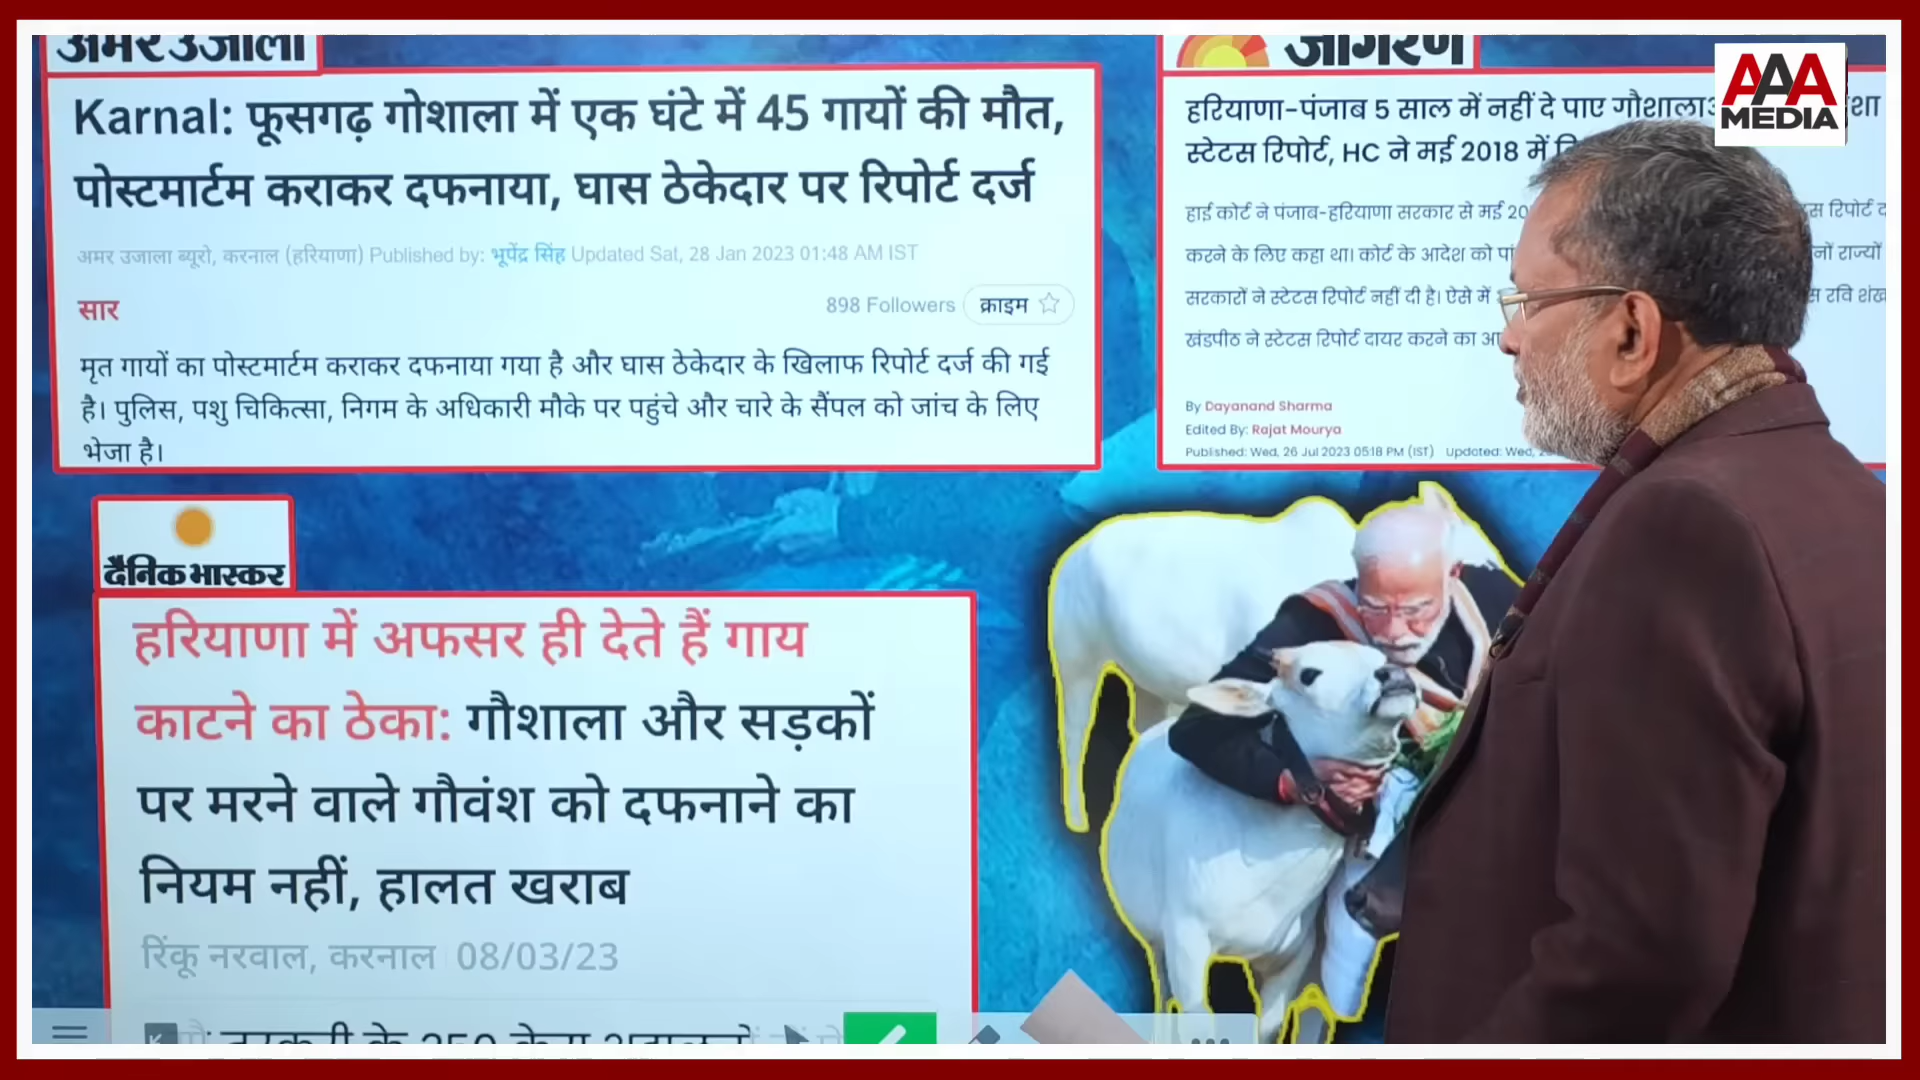 अमर उजाला
Karnal: फूसगढ़ गोशाला में एक घंटे में 45 गायों की मौत,
पोस्टमार्टम कराकर दफनाया, घास ठेकेदार पर रिपोर्ट दर्ज
अमर उजाला ब्यूरो, करनाल (हरियाणा) Published by: भूपेंद्र सिंह Updated Sat, 28 Jan 2023 01:48 AM IST
सार
898 Followers
क्राइम
मृत गायों का पोस्टमार्टम कराकर दफनाया गया है और घास ठेकेदार के खिलाफ रिपोर्ट दर्ज की गई
है। पुलिस, पशु चिकित्सा, निगम के अधिकारी मौके पर पहुंचे और चारे के सैंपल को जांच के लिए
भेजा है।
जागरण
AAA
MEDIA
हरियाणा-पंजाब 5 साल में नहीं दे पाए
स्टेटस रिपोर्ट, HC ने मई 2018 में
हाई कोर्ट ने पंजाब-हरियाणा सरकार से मई रिपोर्ट
करने के लिए कहा था। कोर्ट के आदेश को राज्यों
सरकारों ने स्टेटस रिपोर्ट नहीं दी है। ऐसे में रवि
खंडपीठ ने स्टेटस रिपोर्ट दायर करने का
By Dayanand Sharma
Edited By: Rajat Mourya
Published: Wed, 26 Jul 2023 05:18 PM (IST) Updated: Wed,
दैनिक भास्कर
हरियाणा में अफसर ही देते हैं गाय
काटने का ठेका: गौशाला और सड़कों
पर मरने वाले गौवंश को दफनाने का
नियम नहीं, हालत खराब
रिंकू नरवाल, करनाल 08/03/23